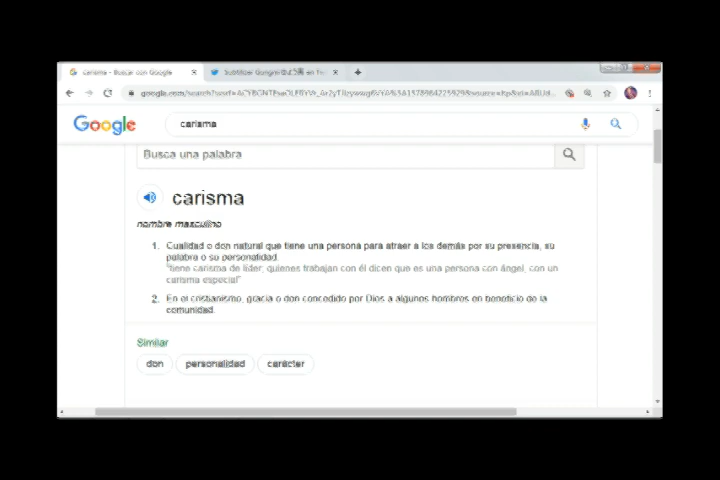 carisma - Buscar con Google
Google
carisma
Busca una palabra
carisma
nombre masculino
1. Cualidad o don natural que tiene una persona para atraer a los demás por su presencia, su
palabra o su personalidad.
"tiene carisma de líder; quienes trabajan con él dicen que es una persona con ángel, con un
carisma especial"
2. En el cristianismo, gracia o don concedido por Dios a algunos hombres en beneficio de la
comunidad.
Similar
don
personalidad
carácter